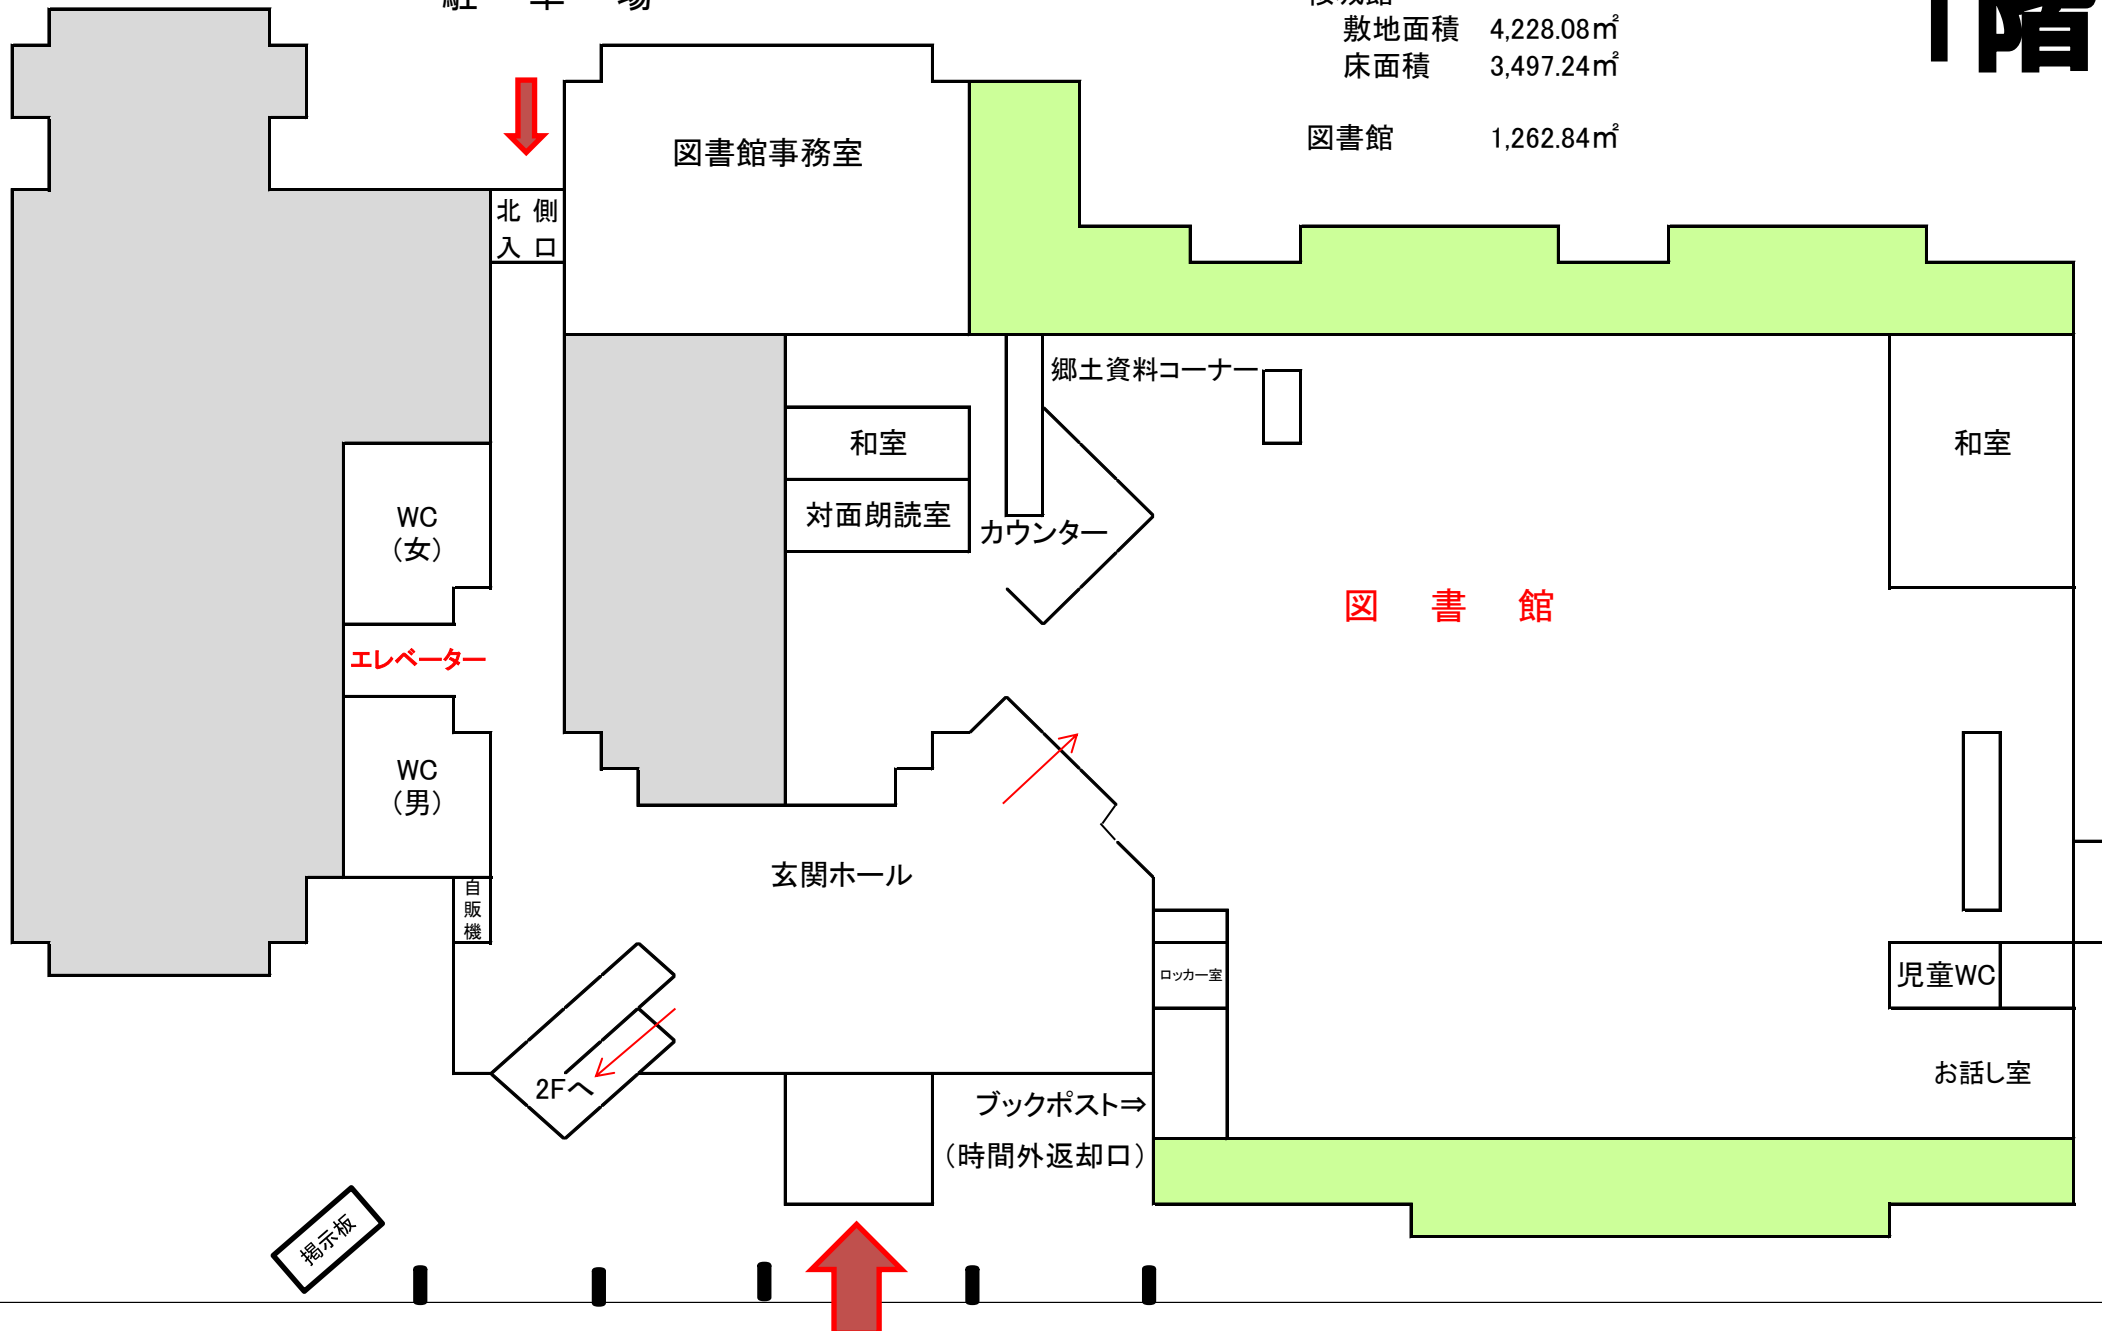 駐車場
敷地面積 4,228.08㎡
床面積 3,497.24㎡
図書館 1,262.84㎡
1階
図書館事務室
北側
入口
郷土資料コーナー
和室
和室
対面朗読室
カウンター
WC
(女)
図書館
エレベーター
WC
(男)
玄関ホール
自
販
機
ロッカー室
児童WC
お話し室
2Fへ
ブックポスト⇒
(時間外返却口)
掲示板